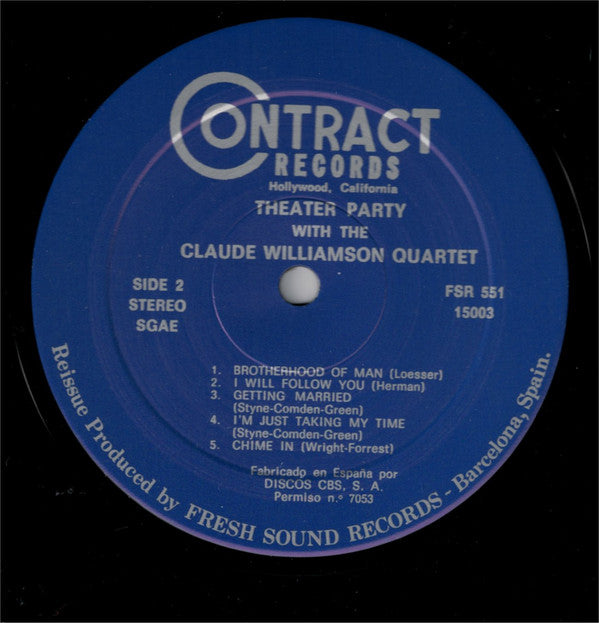 CONTRACT
RECORDS
Hollywood, California
THEATER PARTY
WITH THE
CLAUDE WILLIAMSON QUARTET
SIDE 2
STEREO
SGAE
FSR 551
15003
1. BROTHERHOOD OF MAN (Loesser)
2. I WILL FOLLOW YOU (Herman)
3. GETTING MARRIED
(Styne-Comden-Green)
4. I'M JUST TAKING MY TIME
(Styne-Comden-Green)
5. CHIME IN (Wright-Forrest)
Fabricado en España por
DISCOS CBS, S. A.
Permiso n.º 7053
Reissue Produced by FRESH SOUND RECORDS - Barcelona, Spain.